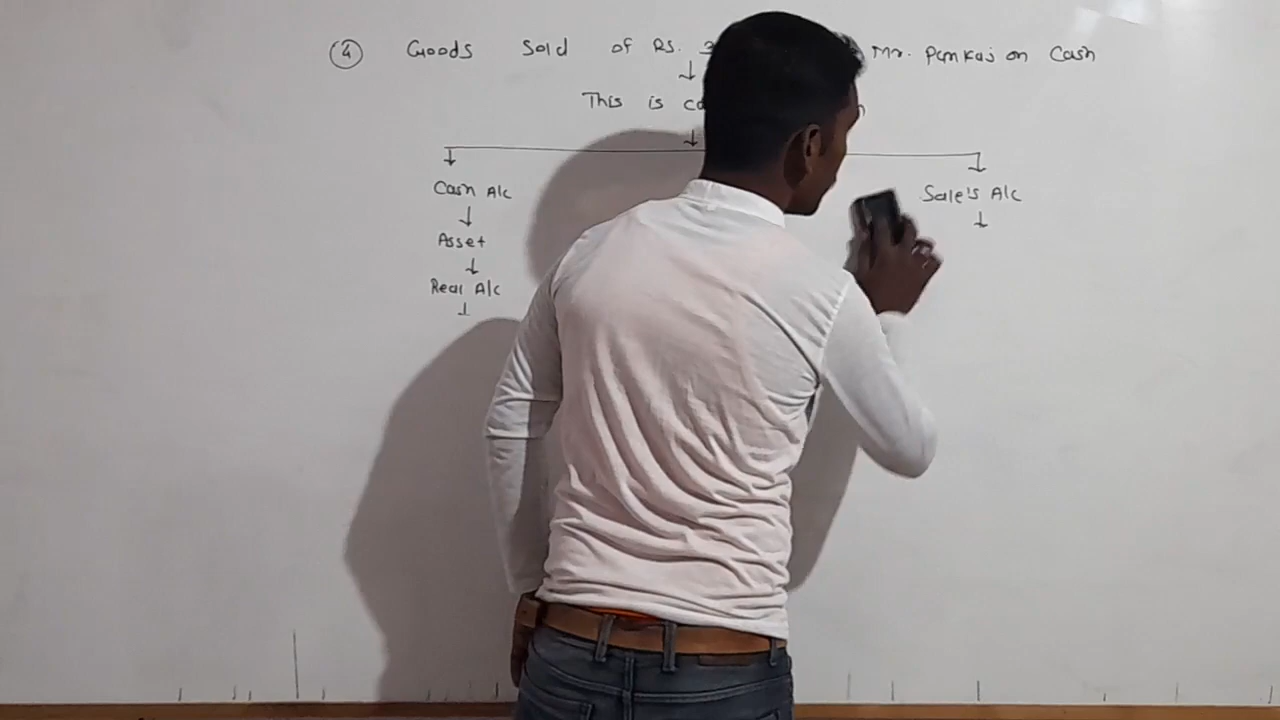 ④ Goods Sold of Rs. Mr. Pankaj on Cash
This is
Cash A/c Sale's A/c
Asset
Real A/c